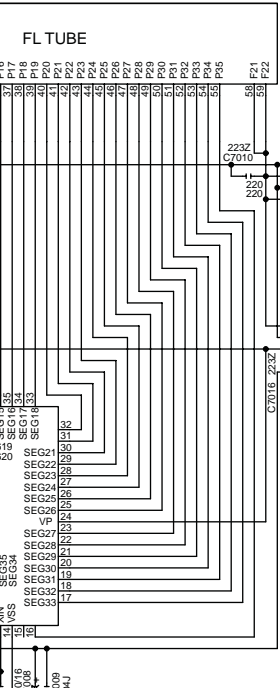 FL TUBE
P17
P18
P19
P20
P21
P22
P23
P24
P25
P26
P27
P28
P29
P30
P31
P32
P33
P34
P35
F21
F22
37
38
39
40
41
42
43
44
45
46
47
48
49
50
51
52
53
54
55
58
59
223Z
C7010
220
220
C7016 223Z
35
34
33
SEG16
SEG17
SEG18
32
31
30
SEG21
29
SEG22
28
SEG23
27
SEG24
26
SEG25
25
SEG26
24
VP
23
SEG27
22
SEG28
21
SEG29
20
SEG30
19
SEG31
18
SEG32
17
SEG33
SEG35
SEG34
XIN
VSS
14
15
16